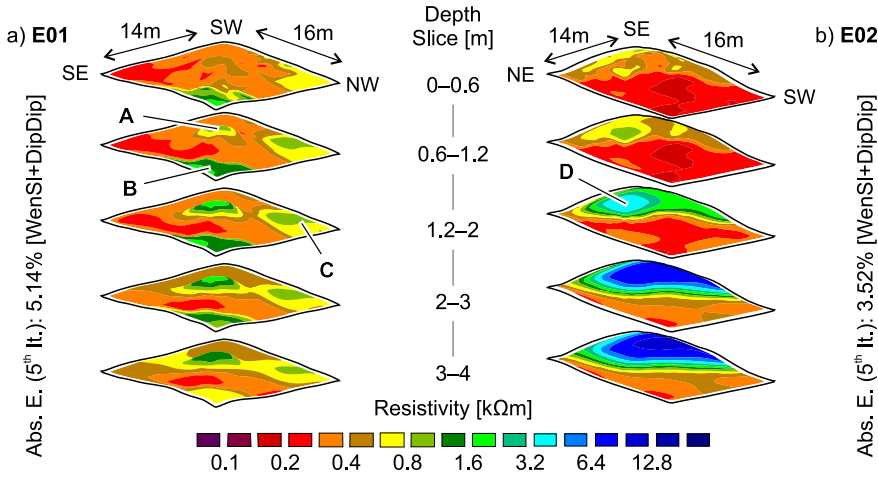 a) E01
Abs. E. (5th It.): 5.14% [WenSl+DipDip]
14m
SW
16m
SE
NW
A
B
C
Depth
Slice [m]
0–0.6
0.6–1.2
1.2–2
2–3
3–4
b) E02
Abs. E. (5th It.): 3.52% [WenSl+DipDip]
SE
14m
16m
NE
SW
D
Resistivity [kΩm]
0.1 0.2 0.4 0.8 1.6 3.2 6.4 12.8